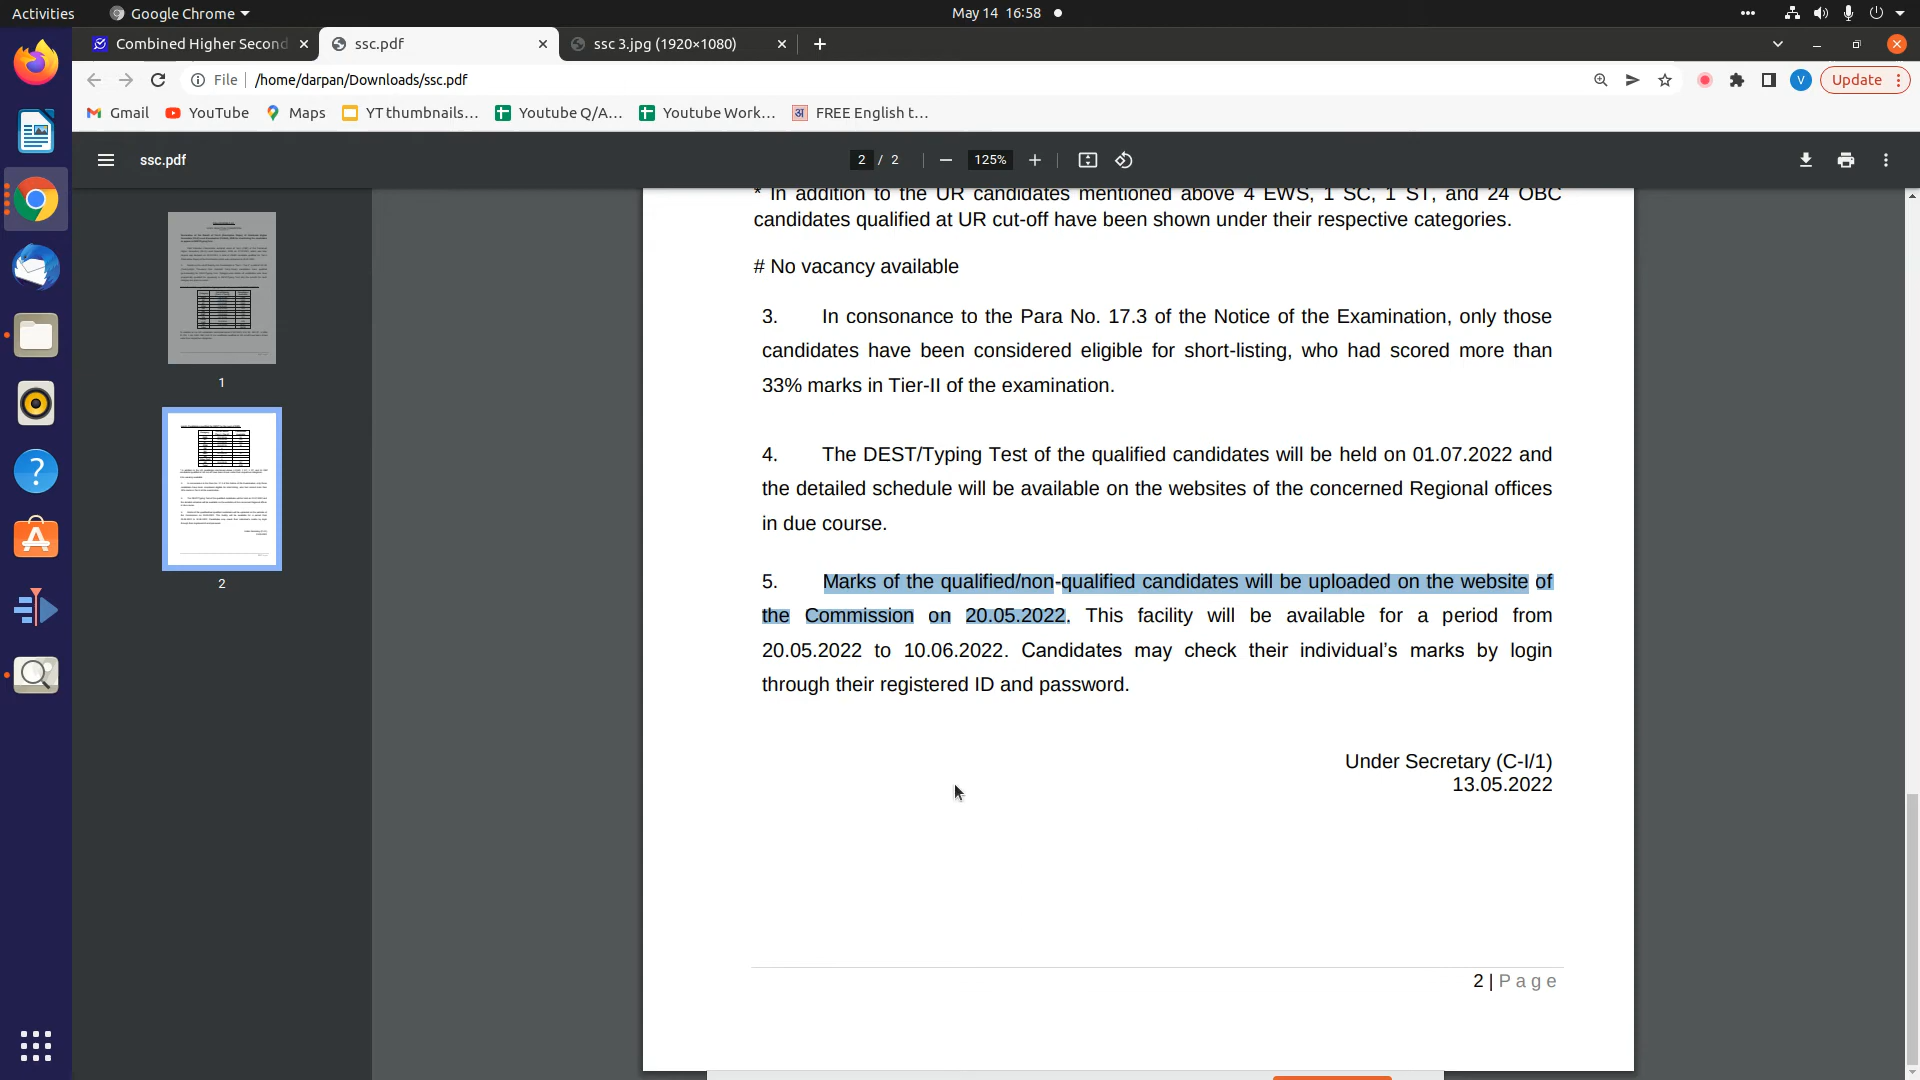 Activities Google Chrome May 14 16:58
Combined Higher Second ssc.pdf ssc 3.jpg (1920×1080)
File /home/darpan/Downloads/ssc.pdf V Update
Gmail YouTube Maps YT thumbnails... Youtube Q/A... Youtube Work... FREE English t...
ssc.pdf 2 / 2 125%
* In addition to the UR candidates mentioned above 4 EWS, 1 SC, 1 ST, and 24 OBC
candidates qualified at UR cut-off have been shown under their respective categories.
# No vacancy available
3. In consonance to the Para No. 17.3 of the Notice of the Examination, only those
candidates have been considered eligible for short-listing, who had scored more than
33% marks in Tier-II of the examination.
4. The DEST/Typing Test of the qualified candidates will be held on 01.07.2022 and
the detailed schedule will be available on the websites of the concerned Regional offices
in due course.
5. Marks of the qualified/non-qualified candidates will be uploaded on the website of
the Commission on 20.05.2022. This facility will be available for a period from
20.05.2022 to 10.06.2022. Candidates may check their individual's marks by login
through their registered ID and password.
Under Secretary (C-I/1)
13.05.2022
2 | Page
1
2